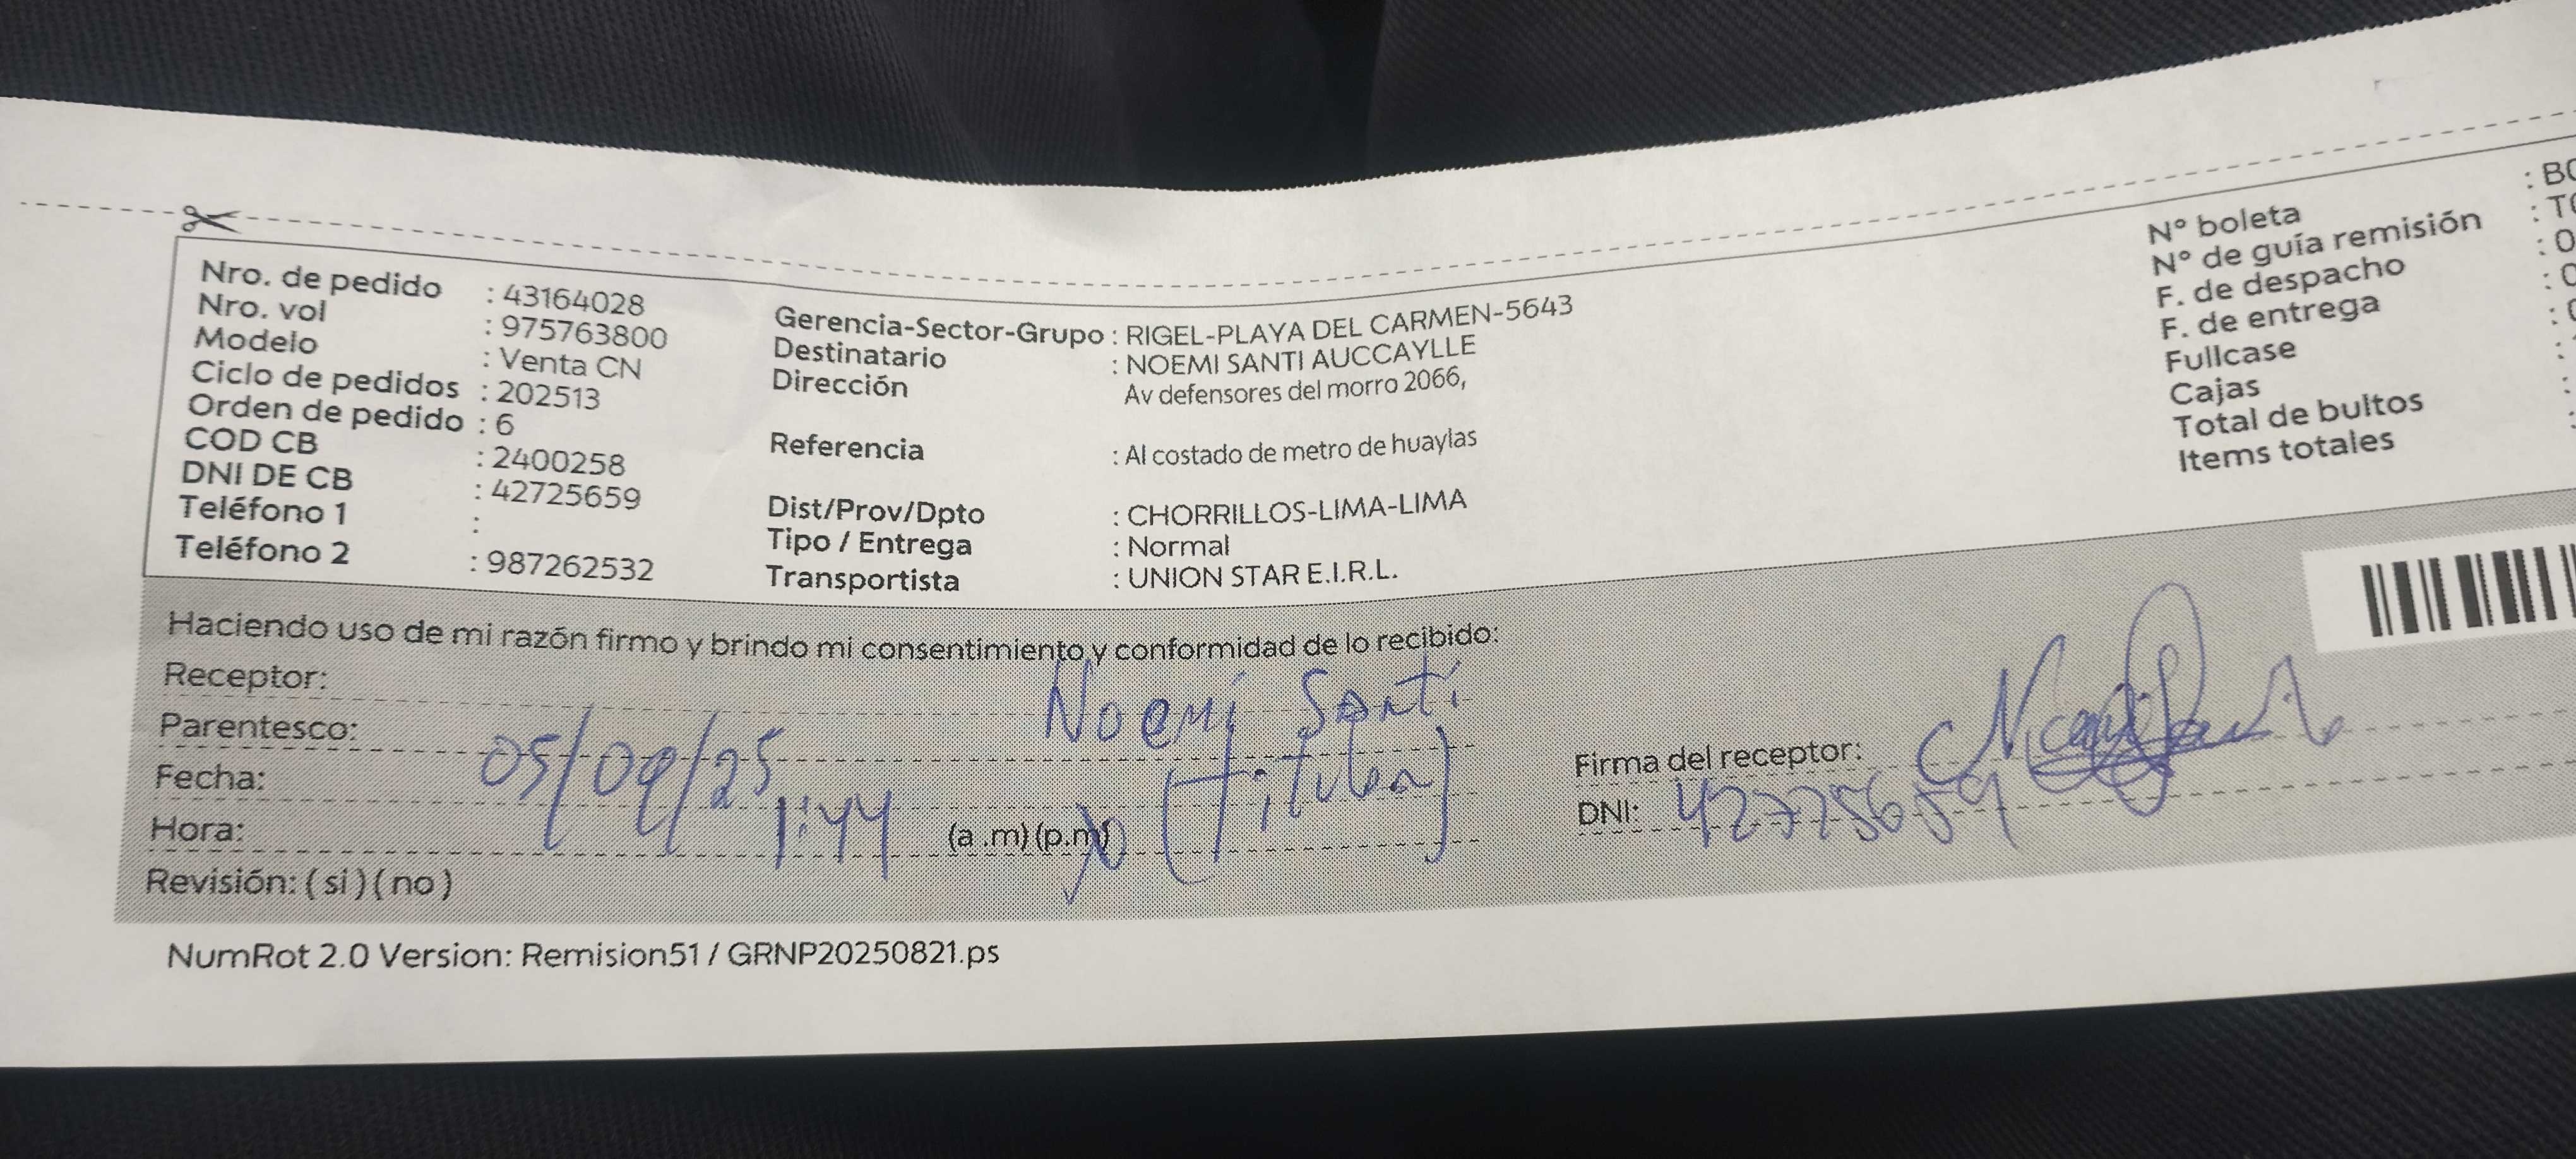 Nro. de pedido : 43164028
Nro. vol : 975763800
Modelo : Venta CN
Ciclo de pedidos : 202513
Orden de pedido : 6
COD CB : 2400258
DNI DE CB : 42725659
Teléfono 1 :
Teléfono 2 : 987262532
Gerencia-Sector-Grupo : RIGEL-PLAYA DEL CARMEN-5643
Destinatario : NOEMI SANTI AUCCAYLLE
Dirección Av defensores del morro 2066,
Referencia : Al costado de metro de huaylas
Dist/Prov/Dpto : CHORRILLOS-LIMA-LIMA
Tipo / Entrega : Normal
Transportista : UNION STAR E.I.R.L.
N° boleta : BO
N° de guía remisión : T0
F. de despacho : 0
F. de entrega : 0
Fullcase
Cajas :
Total de bultos :
Items totales :
Haciendo uso de mi razón firmo y brindo mi consentimiento y conformidad de lo recibido:
Receptor: Noemi Santi
Parentesco: (Titular)
Fecha: 05/09/25
Hora: 1:44 (a .m) (p.m)
Revisión: ( si ) ( no )
Firma del receptor:
DNI: 42725659
NumRot 2.0 Version: Remision51 / GRNP20250821.ps